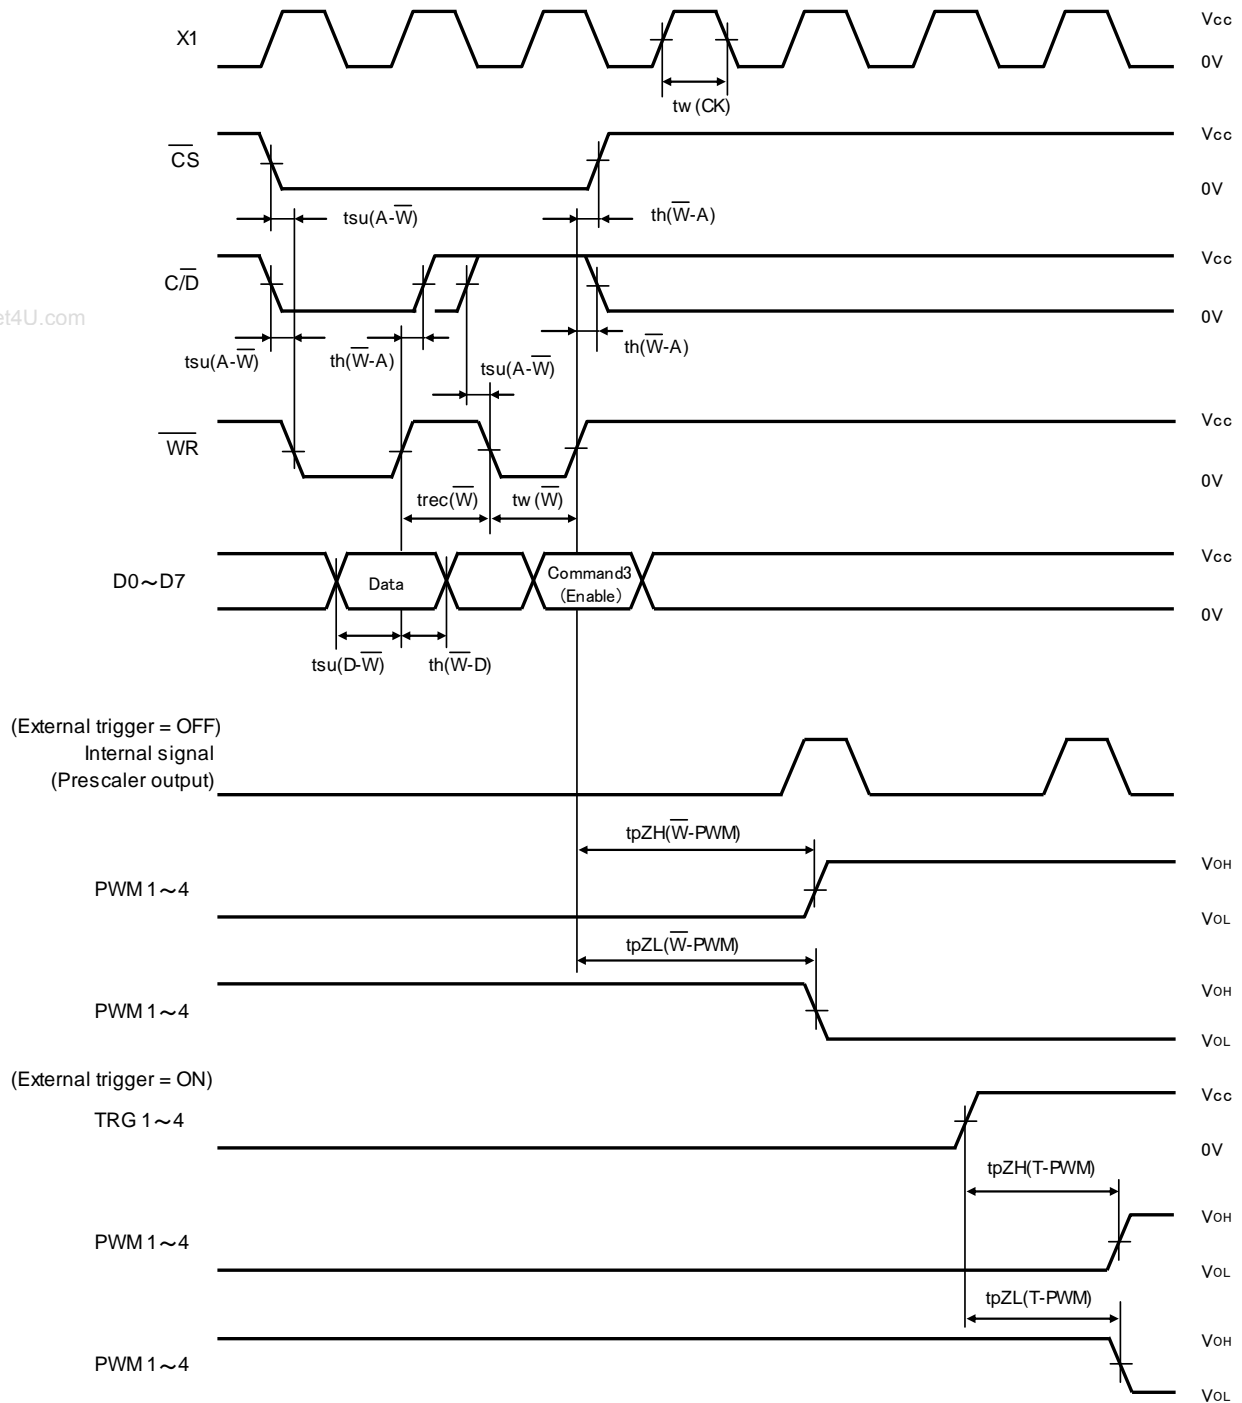 X1
Vcc
0V
tw (CK)
C̅S̅
Vcc
0V
tsu(A-W̅)
th(W̅-A)
C/D̅
Vcc
0V
et4U.com
tsu(A-W̅)
th(W̅-A)
tsu(A-W̅)
th(W̅-A)
W̅R̅
Vcc
0V
trec(W̅)
tw (W̅)
D0～D7
Data
Command3
(Enable)
Vcc
0V
tsu(D-W̅)
th(W̅-D)
(External trigger = OFF)
Internal signal
(Prescaler output)
tpZH(W̅-PWM)
PWM 1～4
VOH
VOL
tpZL(W̅-PWM)
PWM 1～4
VOH
VOL
(External trigger = ON)
TRG 1～4
Vcc
0V
tpZH(T-PWM)
PWM 1～4
VOH
VOL
tpZL(T-PWM)
PWM 1～4
VOH
VOL